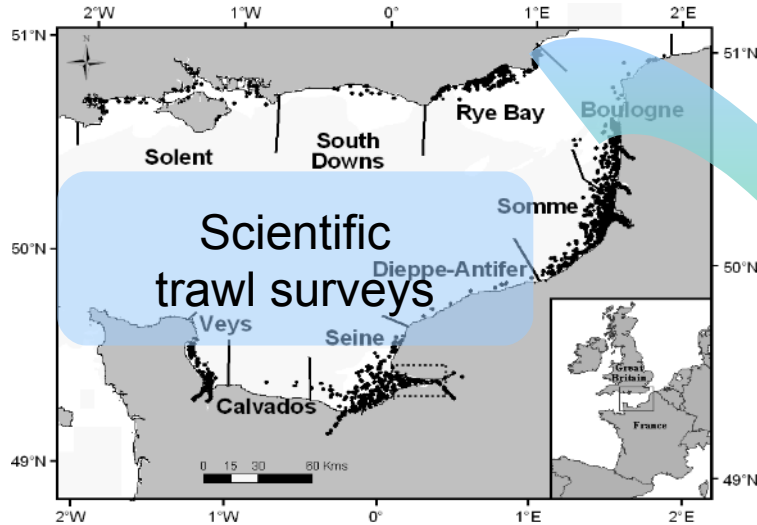 2°W 1°W 0° 1°E 2°E
51°N
51°N
N
Rye Bay
Boulogne
South
Downs
Solent
Somme
Scientific
trawl surveys
50°N
50°N
Dieppe-Antifer
Veys
Seine
Great
Britain
Calvados
France
0 15 30 60 Kms
49°N
49°N
2°W 1°W 0° 1°E 2°E